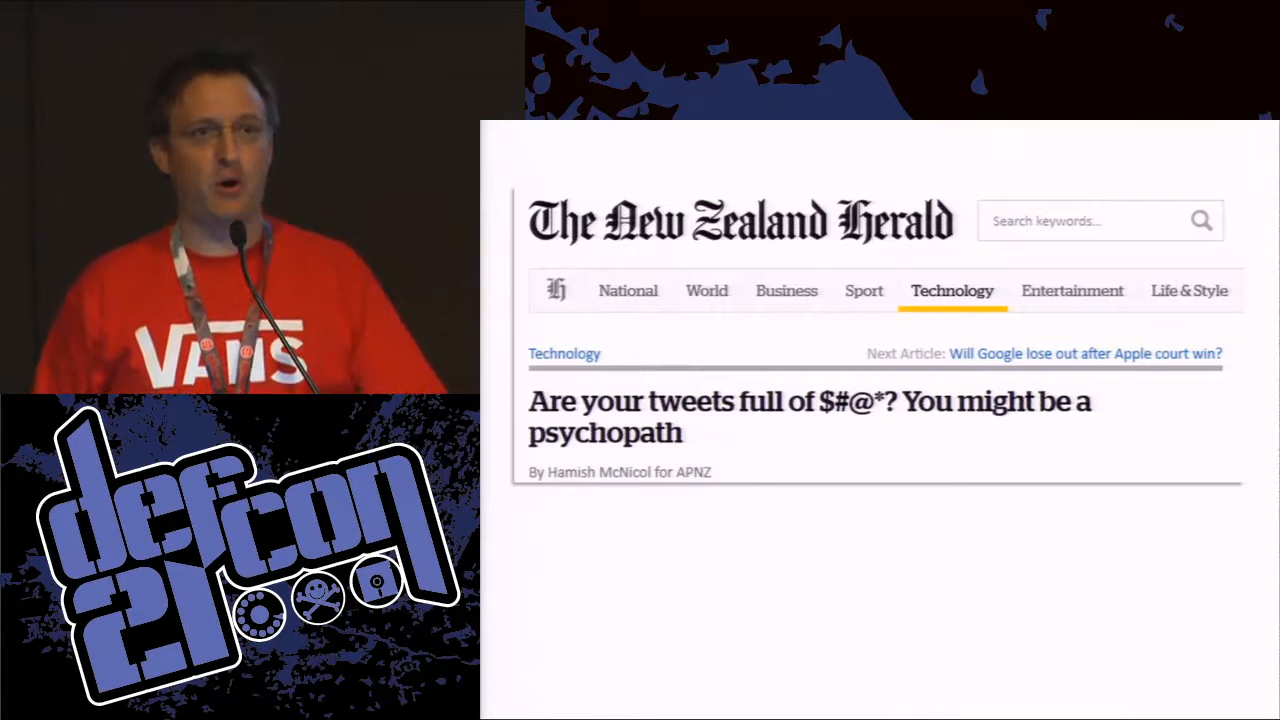 VANS
defcon
21
The New Zealand Herald
Search keywords...
H National World Business Sport Technology Entertainment Life & Style
Technology
Next Article: Will Google lose out after Apple court win?
Are your tweets full of $#@*? You might be a
psychopath
By Hamish McNicol for APNZ